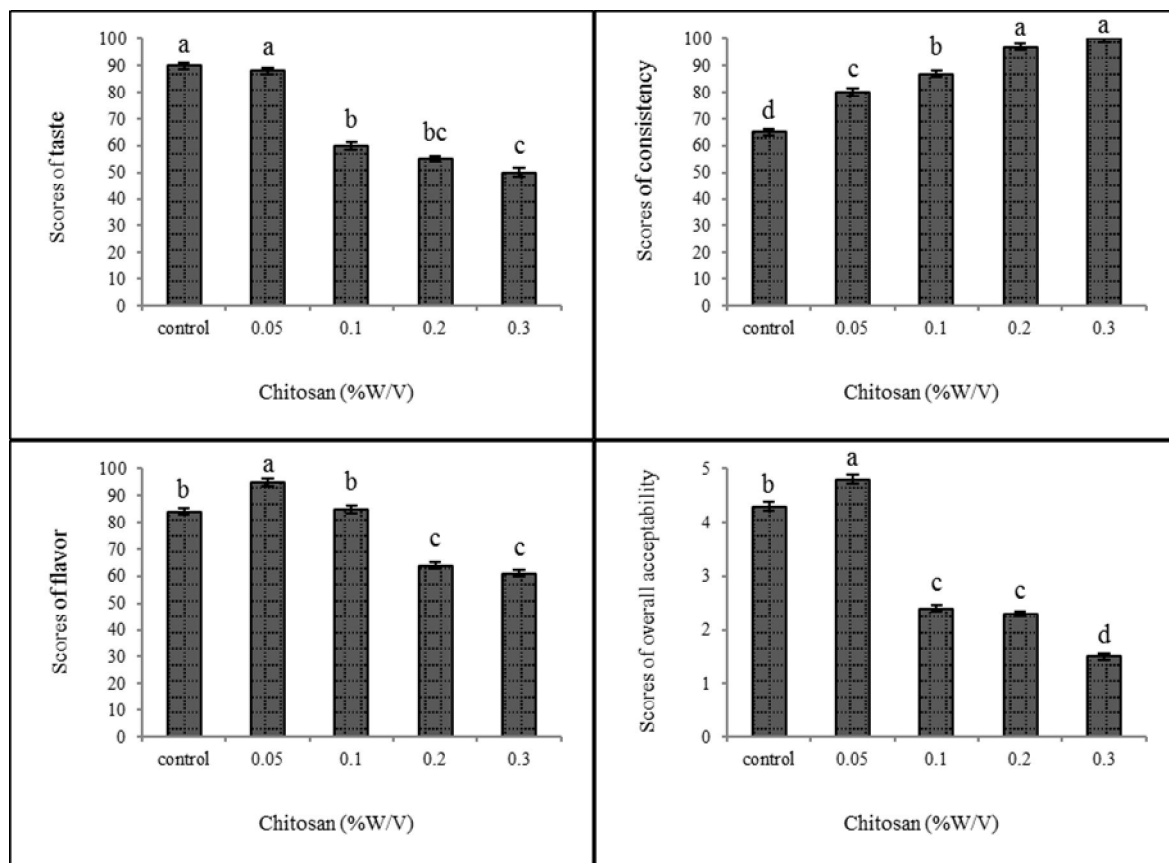 Scores of taste
100
90
80
70
60
50
40
30
20
10
0
a a b bc c
control 0.05 0.1 0.2 0.3
Chitosan (%W/V)
Scores of consistency
100
90
80
70
60
50
40
30
20
10
0
d c b a a
control 0.05 0.1 0.2 0.3
Chitosan (%W/V)
Scores of flavor
100
90
80
70
60
50
40
30
20
10
0
b a b c c
control 0.05 0.1 0.2 0.3
Chitosan (%W/V)
Scores of overall acceptability
5
4
3
2
1
0
b a c c d
control 0.05 0.1 0.2 0.3
Chitosan (%W/V)